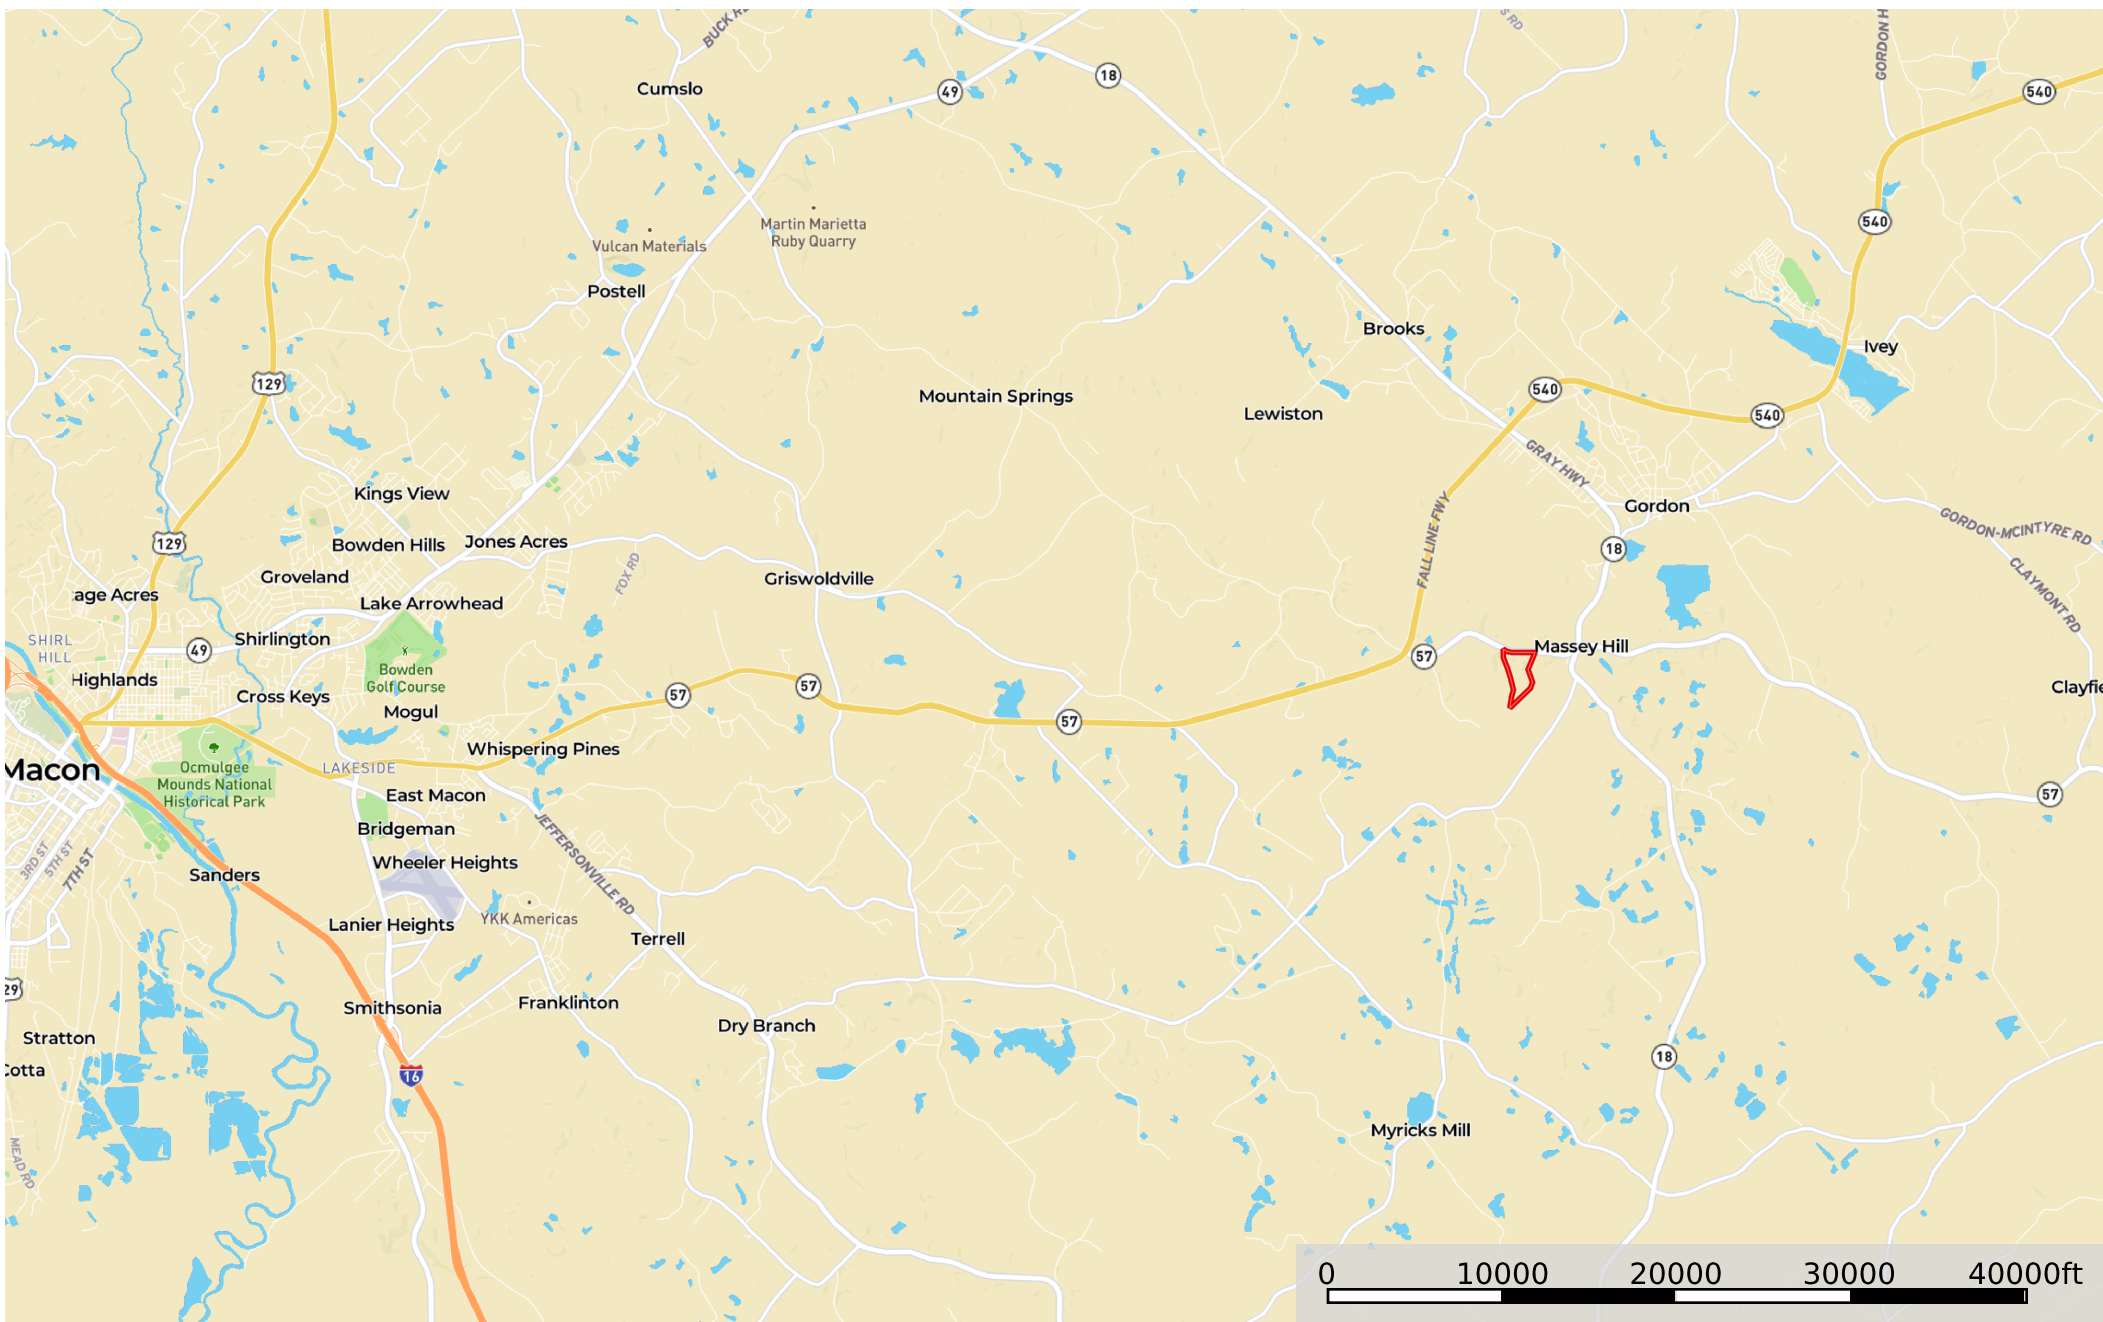 BUCK
S RD
GORDON H
Cumslo
49
18
540
Martin Marietta
Ruby Quarry
Vulcan Materials
540
Postell
Brooks
Ivey
129
Mountain Springs
Lewiston
540
540
GRAY HWY
Kings View
Gordon
FALL LINE FWY
GORDON-MCINTYRE RD
129
Bowden Hills
Jones Acres
18
Groveland
FOX RD
Griswoldville
CLAYMONT RD
age Acres
Lake Arrowhead
SHIRL
HILL
49
Shirlington
57
Massey Hill
Bowden
Golf Course
Highlands
Cross Keys
57
57
Clayfie
Mogul
57
Whispering Pines
Macon
Ocmulgee
Mounds National
Historical Park
LAKESIDE
East Macon
57
Bridgeman
JEFFERSONVILLE RD
3RD ST
5TH ST
7TH ST
Wheeler Heights
Sanders
Lanier Heights
YKK Americas
Terrell
29
Smithsonia
Franklinton
Dry Branch
Stratton
Cotta
16
18
Myricks Mill
MEAD RD
0 10000 20000 30000 40000ft